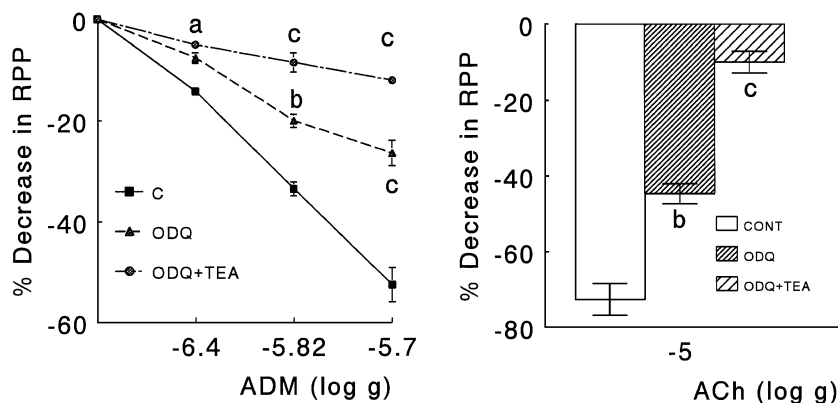 % Decrease in RPP
0
-20
-40
-60
a
c
c
b
c
C
ODQ
ODQ+TEA
-6.4 -5.82 -5.7
ADM (log g)
% Decrease in RPP
0
-20
-40
-60
-80
c
b
CONT
ODQ
ODQ+TEA
-5
ACh (log g)